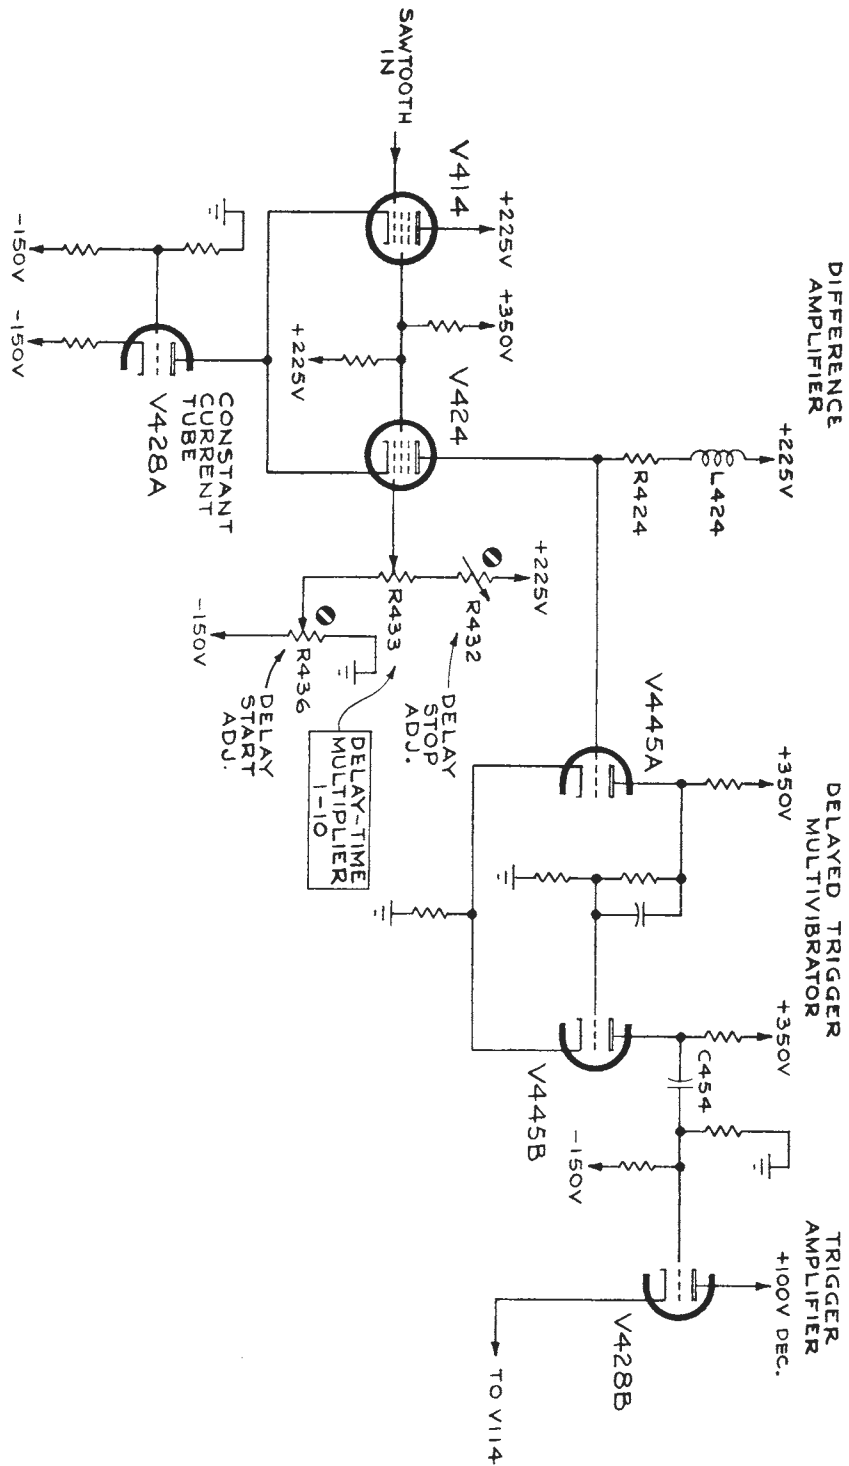 DIFFERENCE
AMPLIFIER
DELAYED TRIGGER
MULTIVIBRATOR
TRIGGER
AMPLIFIER
+225V
L424
R424
+350V
+350V
+100V DEC.
C454
V445A
V445B
-150V
V428B
TO V114
SAWTOOTH
IN
V414
+225V
+350V
V424
+225V
+225V
R432
DELAY
STOP
ADJ.
R433
DELAY-TIME
MULTIPLIER
1-10
R436
DELAY
START
ADJ.
-150V
CONSTANT
CURRENT
TUBE
V428A
-150V
-150V